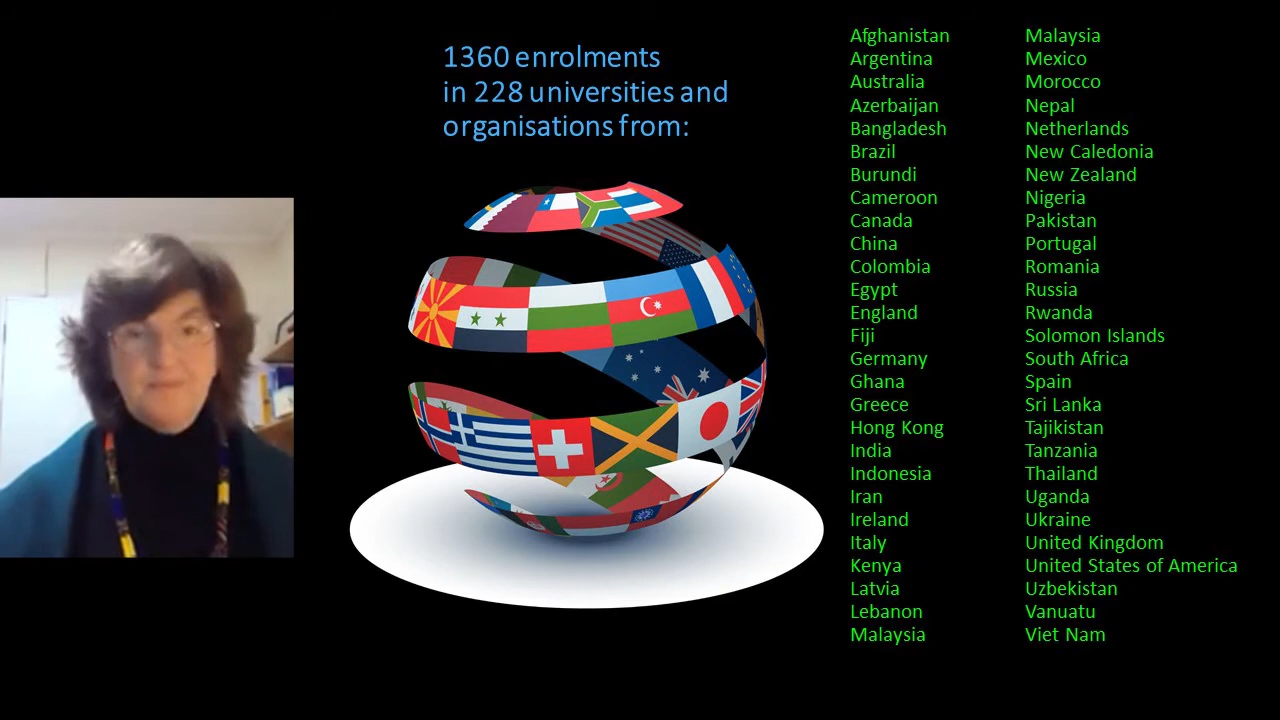 1360 enrolments
in 228 universities and
organisations from:
Afghanistan
Argentina
Australia
Azerbaijan
Bangladesh
Brazil
Burundi
Cameroon
Canada
China
Colombia
Egypt
England
Fiji
Germany
Ghana
Greece
Hong Kong
India
Indonesia
Iran
Ireland
Italy
Kenya
Latvia
Lebanon
Malaysia
Malaysia
Mexico
Morocco
Nepal
Netherlands
New Caledonia
New Zealand
Nigeria
Pakistan
Portugal
Romania
Russia
Rwanda
Solomon Islands
South Africa
Spain
Sri Lanka
Tajikistan
Tanzania
Thailand
Uganda
Ukraine
United Kingdom
United States of America
Uzbekistan
Vanuatu
Viet Nam